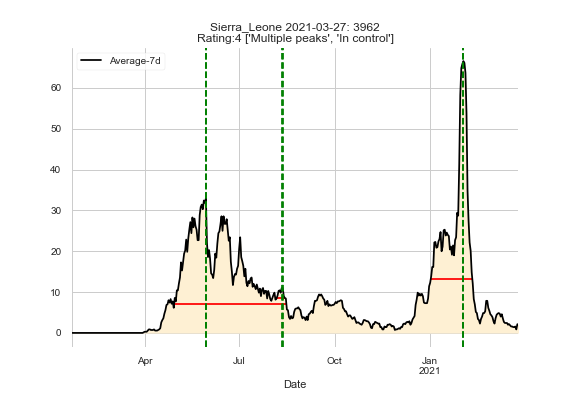 Sierra_Leone 2021-03-27: 3962
Rating:4 ['Multiple peaks', 'In control']
Average-7d
60
50
40
30
20
10
0
Apr
Jul
Oct
Jan
2021
Date